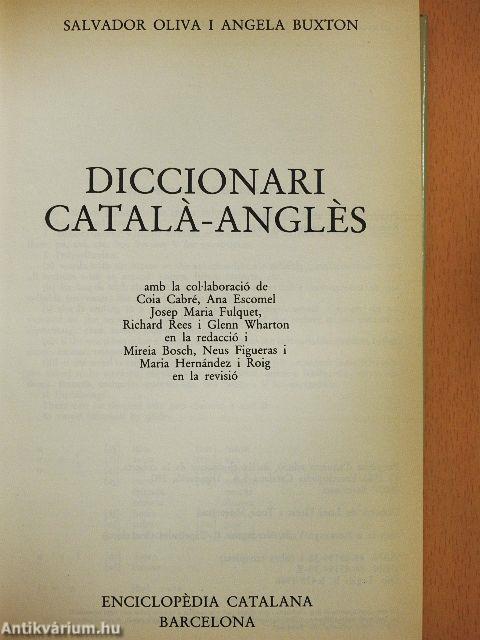 SALVADOR OLIVA I ANGELA BUXTON
DICCIONARI
CATALÀ-ANGLÈS
amb la col·laboració de
Coia Cabré, Ana Escomel
Josep Maria Fulquet,
Richard Rees i Glenn Wharton
en la redacció i
Mireia Bosch, Neus Figueras i
Maria Hernández i Roig
en la revisió
ENCICLOPÈDIA CATALANA
BARCELONA
Antikvárium.hu